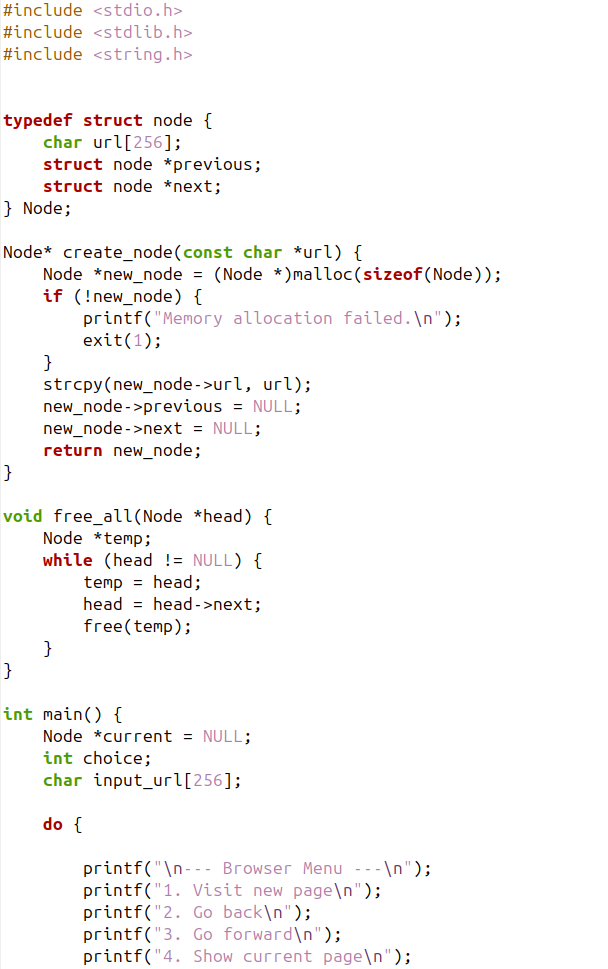 #include <stdio.h>
#include <stdlib.h>
#include <string.h>
typedef struct node {
    char url[256];
    struct node *previous;
    struct node *next;
} Node;
Node* create_node(const char *url) {
    Node *new_node = (Node *)malloc(sizeof(Node));
    if (!new_node) {
        printf("Memory allocation failed.\n");
        exit(1);
    }
    strcpy(new_node->url, url);
    new_node->previous = NULL;
    new_node->next = NULL;
    return new_node;
}
void free_all(Node *head) {
    Node *temp;
    while (head != NULL) {
        temp = head;
        head = head->next;
        free(temp);
    }
}
int main() {
    Node *current = NULL;
    int choice;
    char input_url[256];
    do {
        printf("\n--- Browser Menu ---\n");
        printf("1. Visit new page\n");
        printf("2. Go back\n");
        printf("3. Go forward\n");
        printf("4. Show current page\n");